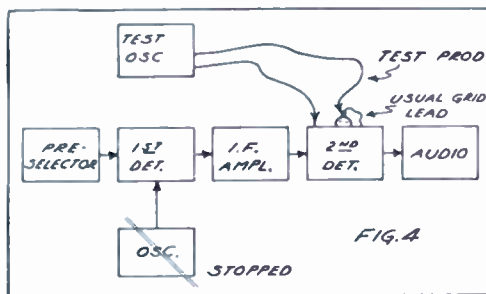 TEST
OSC
TEST PROD
USUAL GRID
LEAD
PRE-
SELECTOR
1ST
DET.
I.F.
AMPL.
2ND
DET.
AUDIO
OSC.
STOPPED
FIG. 4